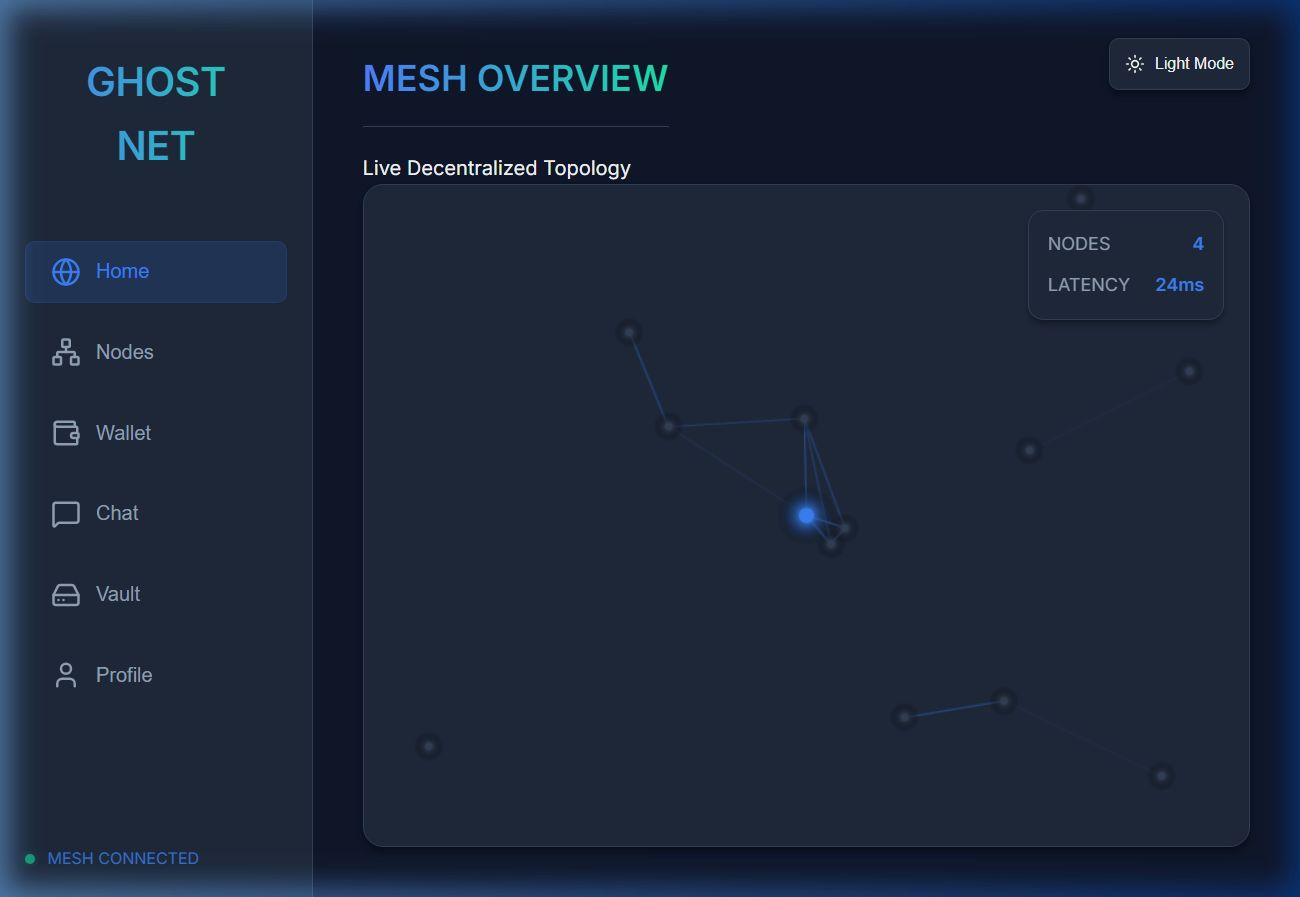 GHOST
NET
Home
Nodes
Wallet
Chat
Vault
Profile
MESH CONNECTED
MESH OVERVIEW
Light Mode
Live Decentralized Topology
NODES 4
LATENCY 24ms